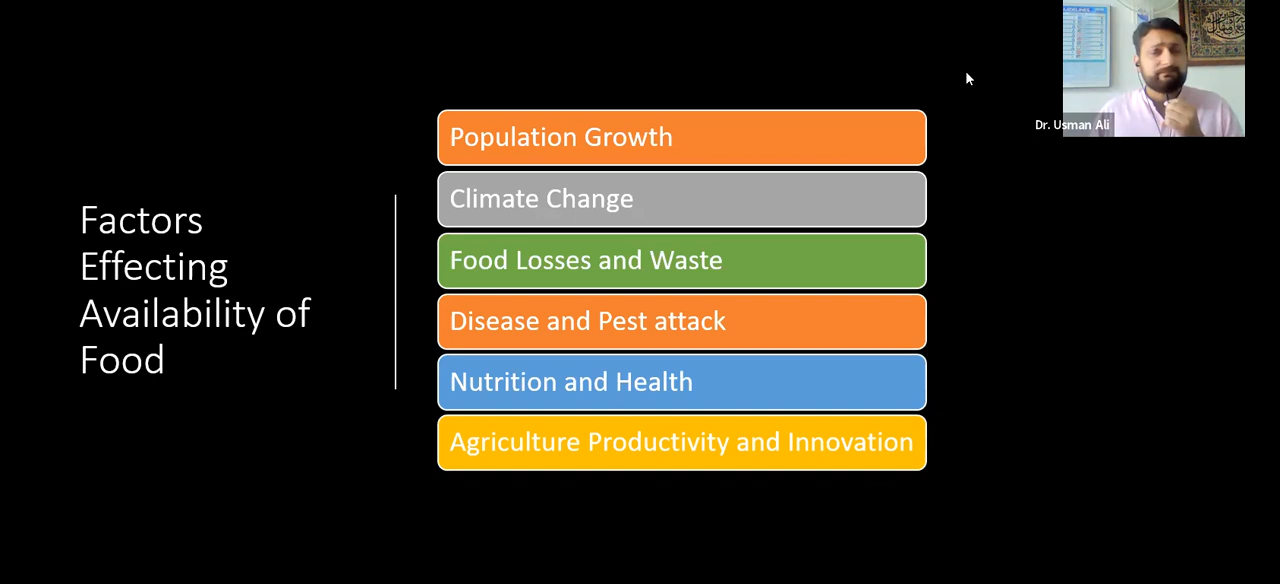 Factors
Effecting
Availability of
Food
Population Growth
Climate Change
Food Losses and Waste
Disease and Pest attack
Nutrition and Health
Agriculture Productivity and Innovation
Dr. Usman Ali